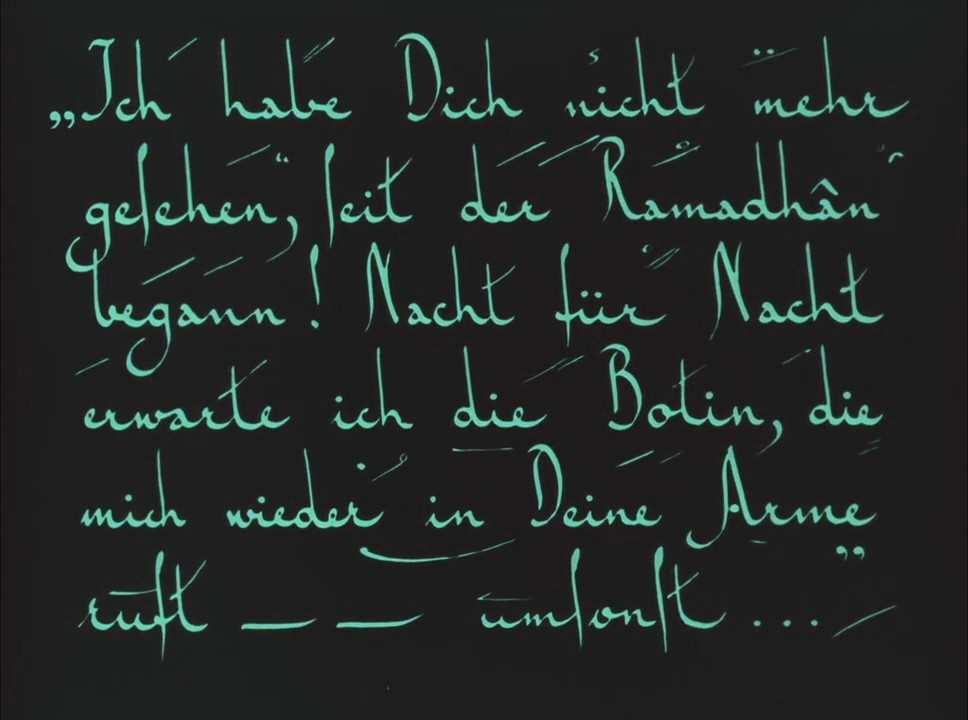 „Ich habe Dich nicht mehr
geſehen, ſeit der Ramadhân
begann! Nacht für Nacht
erwarte ich die Botin, die
mich wieder in Deine Arme
ruft — — umſonſt ..."